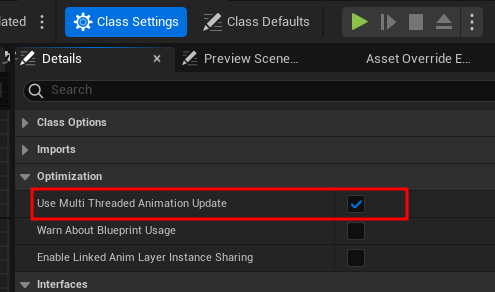 ated Class Settings Class Defaults
Details Preview Scene... Asset Override E...
Search
Class Options
Imports
Optimization
Use Multi Threaded Animation Update
Warn About Blueprint Usage
Enable Linked Anim Layer Instance Sharing
Interfaces